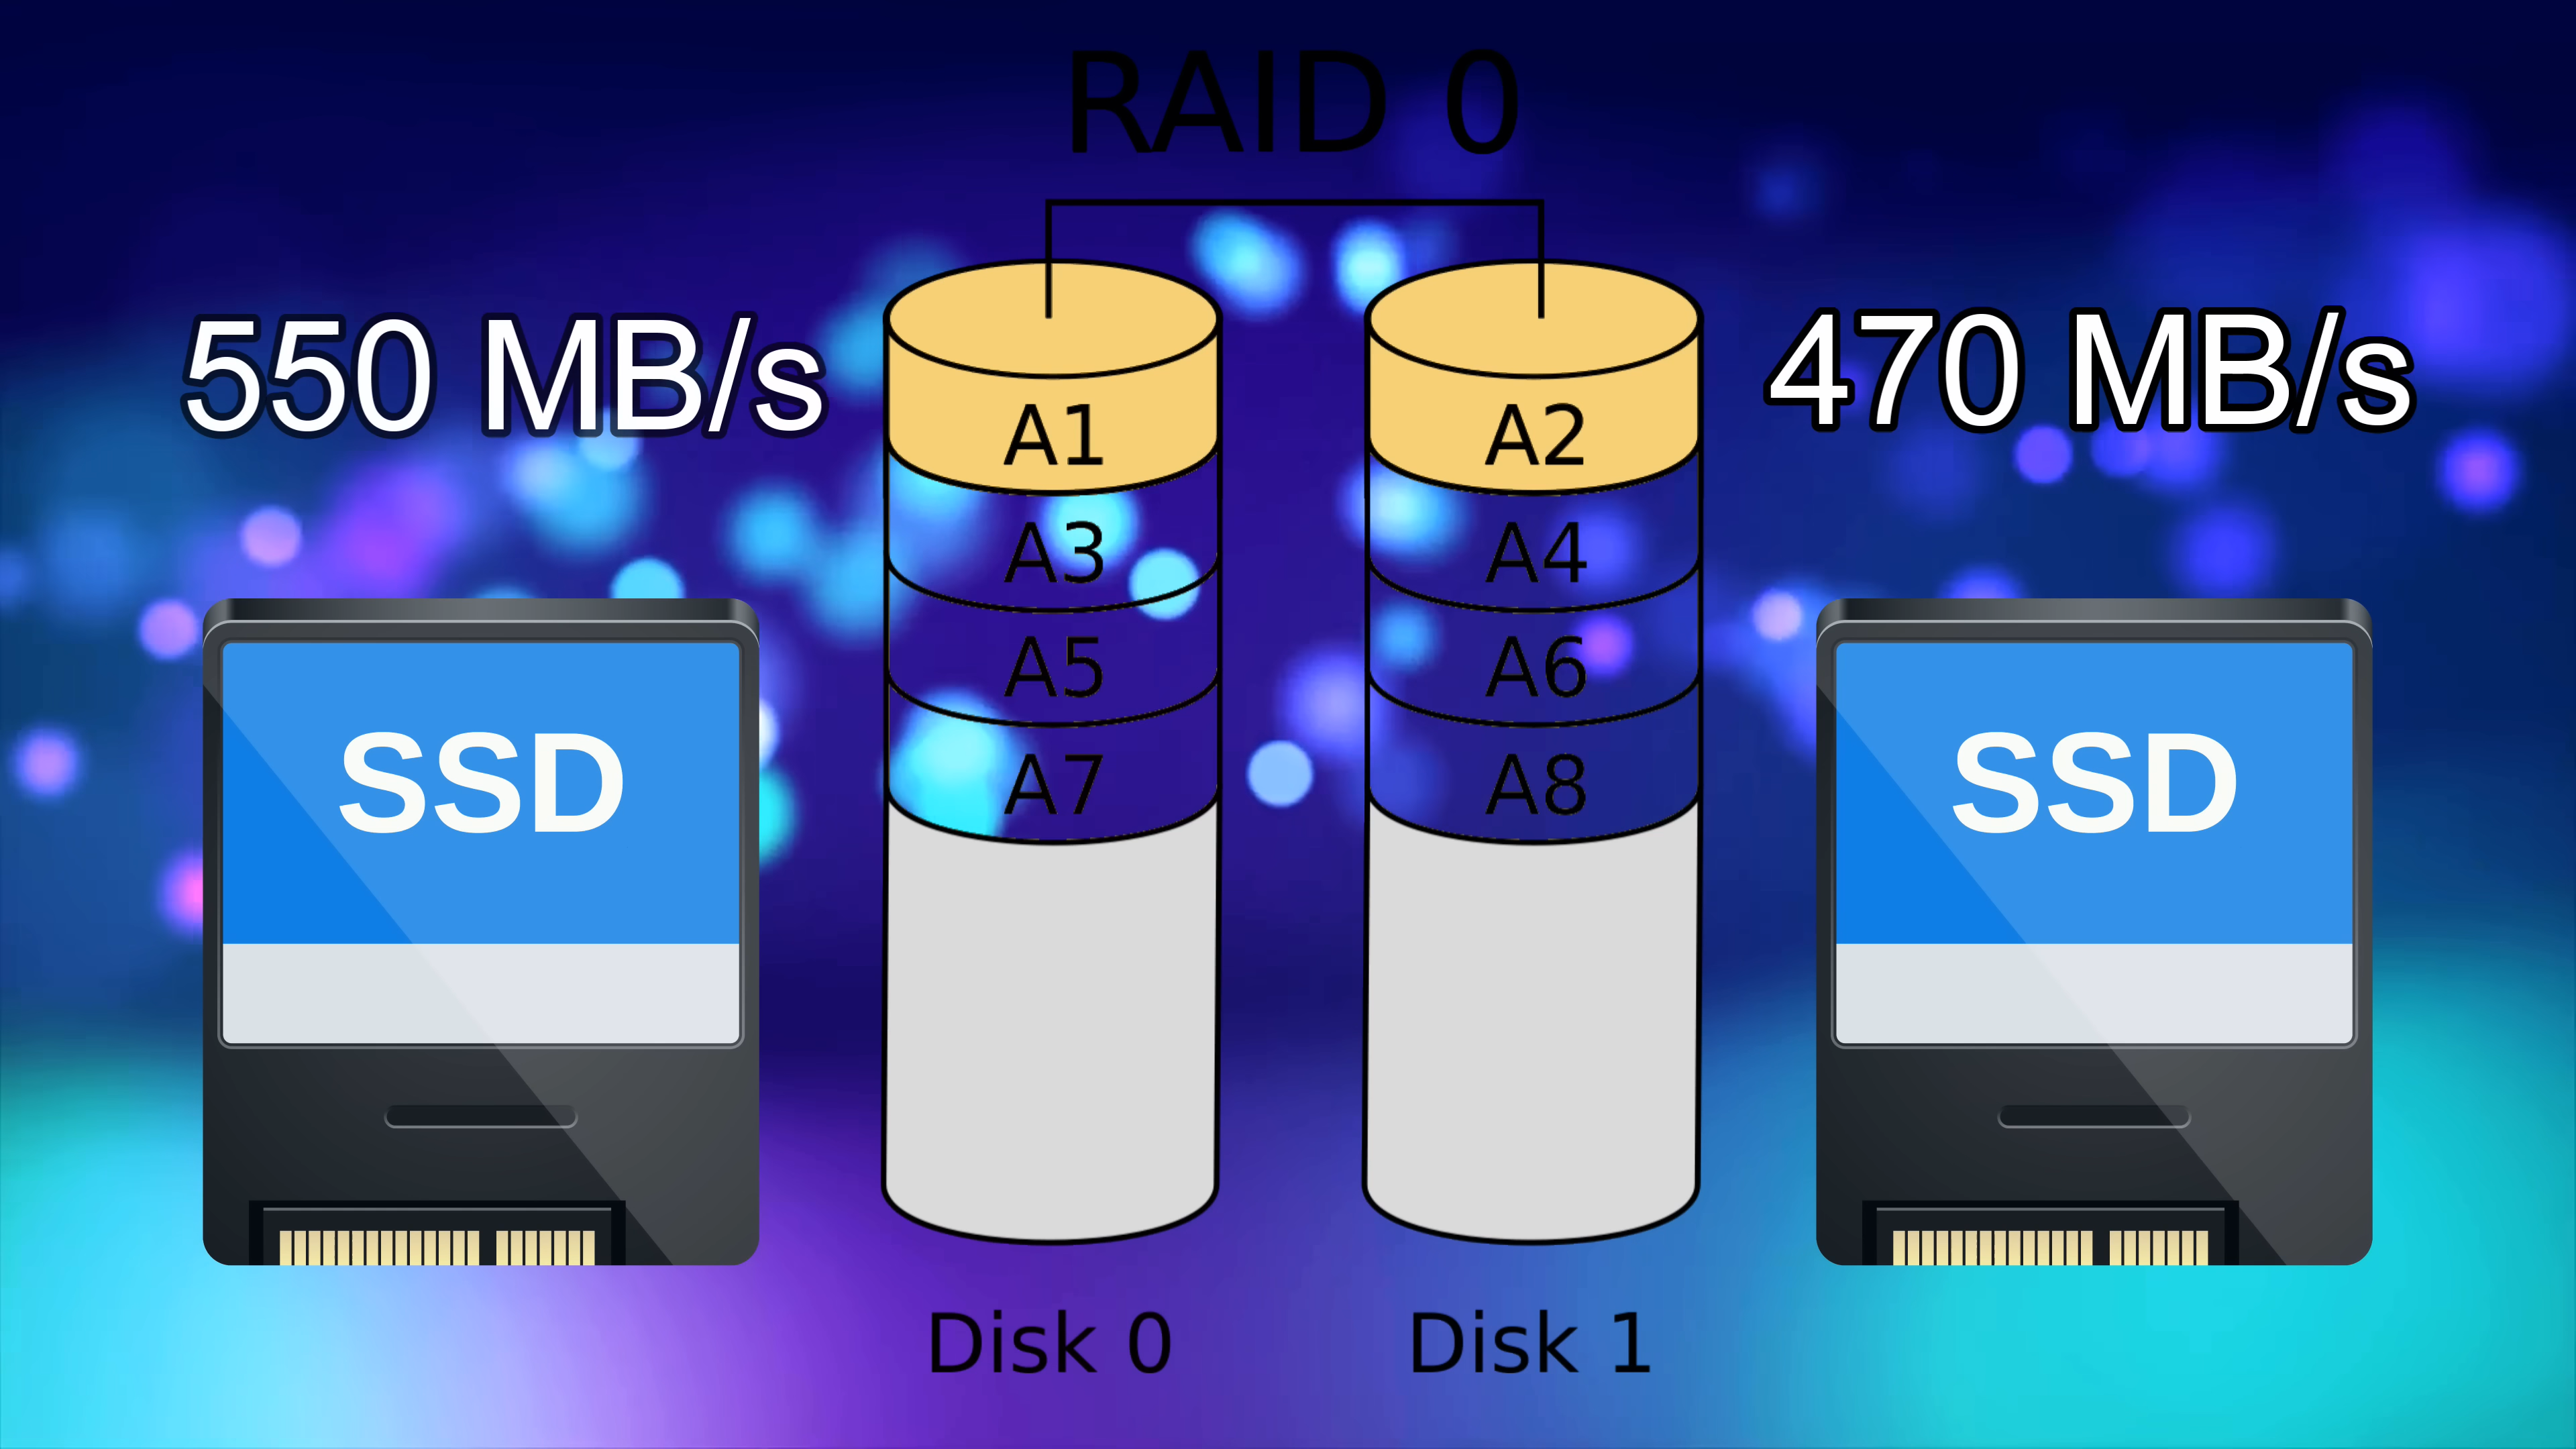 RAID 0
550 MB/s
470 MB/s
A1
A2
A3
A4
A5
A6
A7
A8
SSD
SSD
Disk 0
Disk 1